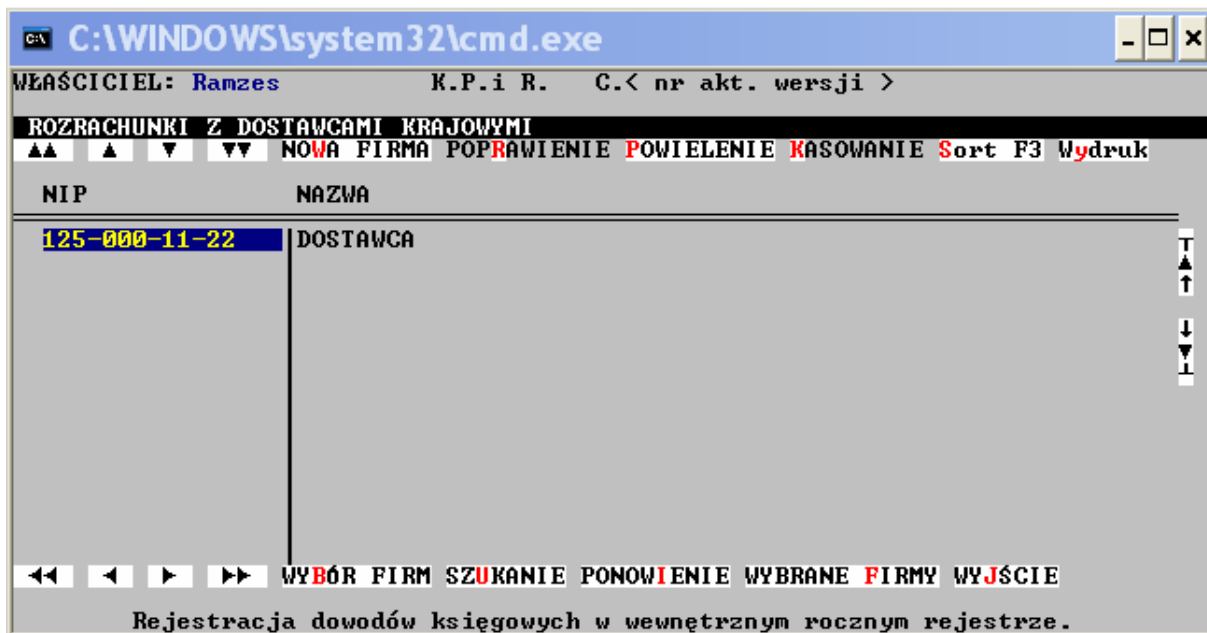 C:\WINDOWS\system32\cmd.exe
WŁAŚCICIEL: Ramzes K.P.i R. C.< nr akt. wersji >
ROZRACHUNKI Z DOSTAWCAMI KRAJOWYMI
NOWA FIRMA POPRAWIENIE POWIELENIE KASOWANIE Sort F3 Wydruk
NIP NAZWA
125-000-11-22 DOSTAWCA
WYBÓR FIRM SZUKANIE PONOWIENIE WYBRANE FIRMY WYJŚCIE
Rejestracja dowodów księgowych w wewnętrznym rocznym rejestrze.